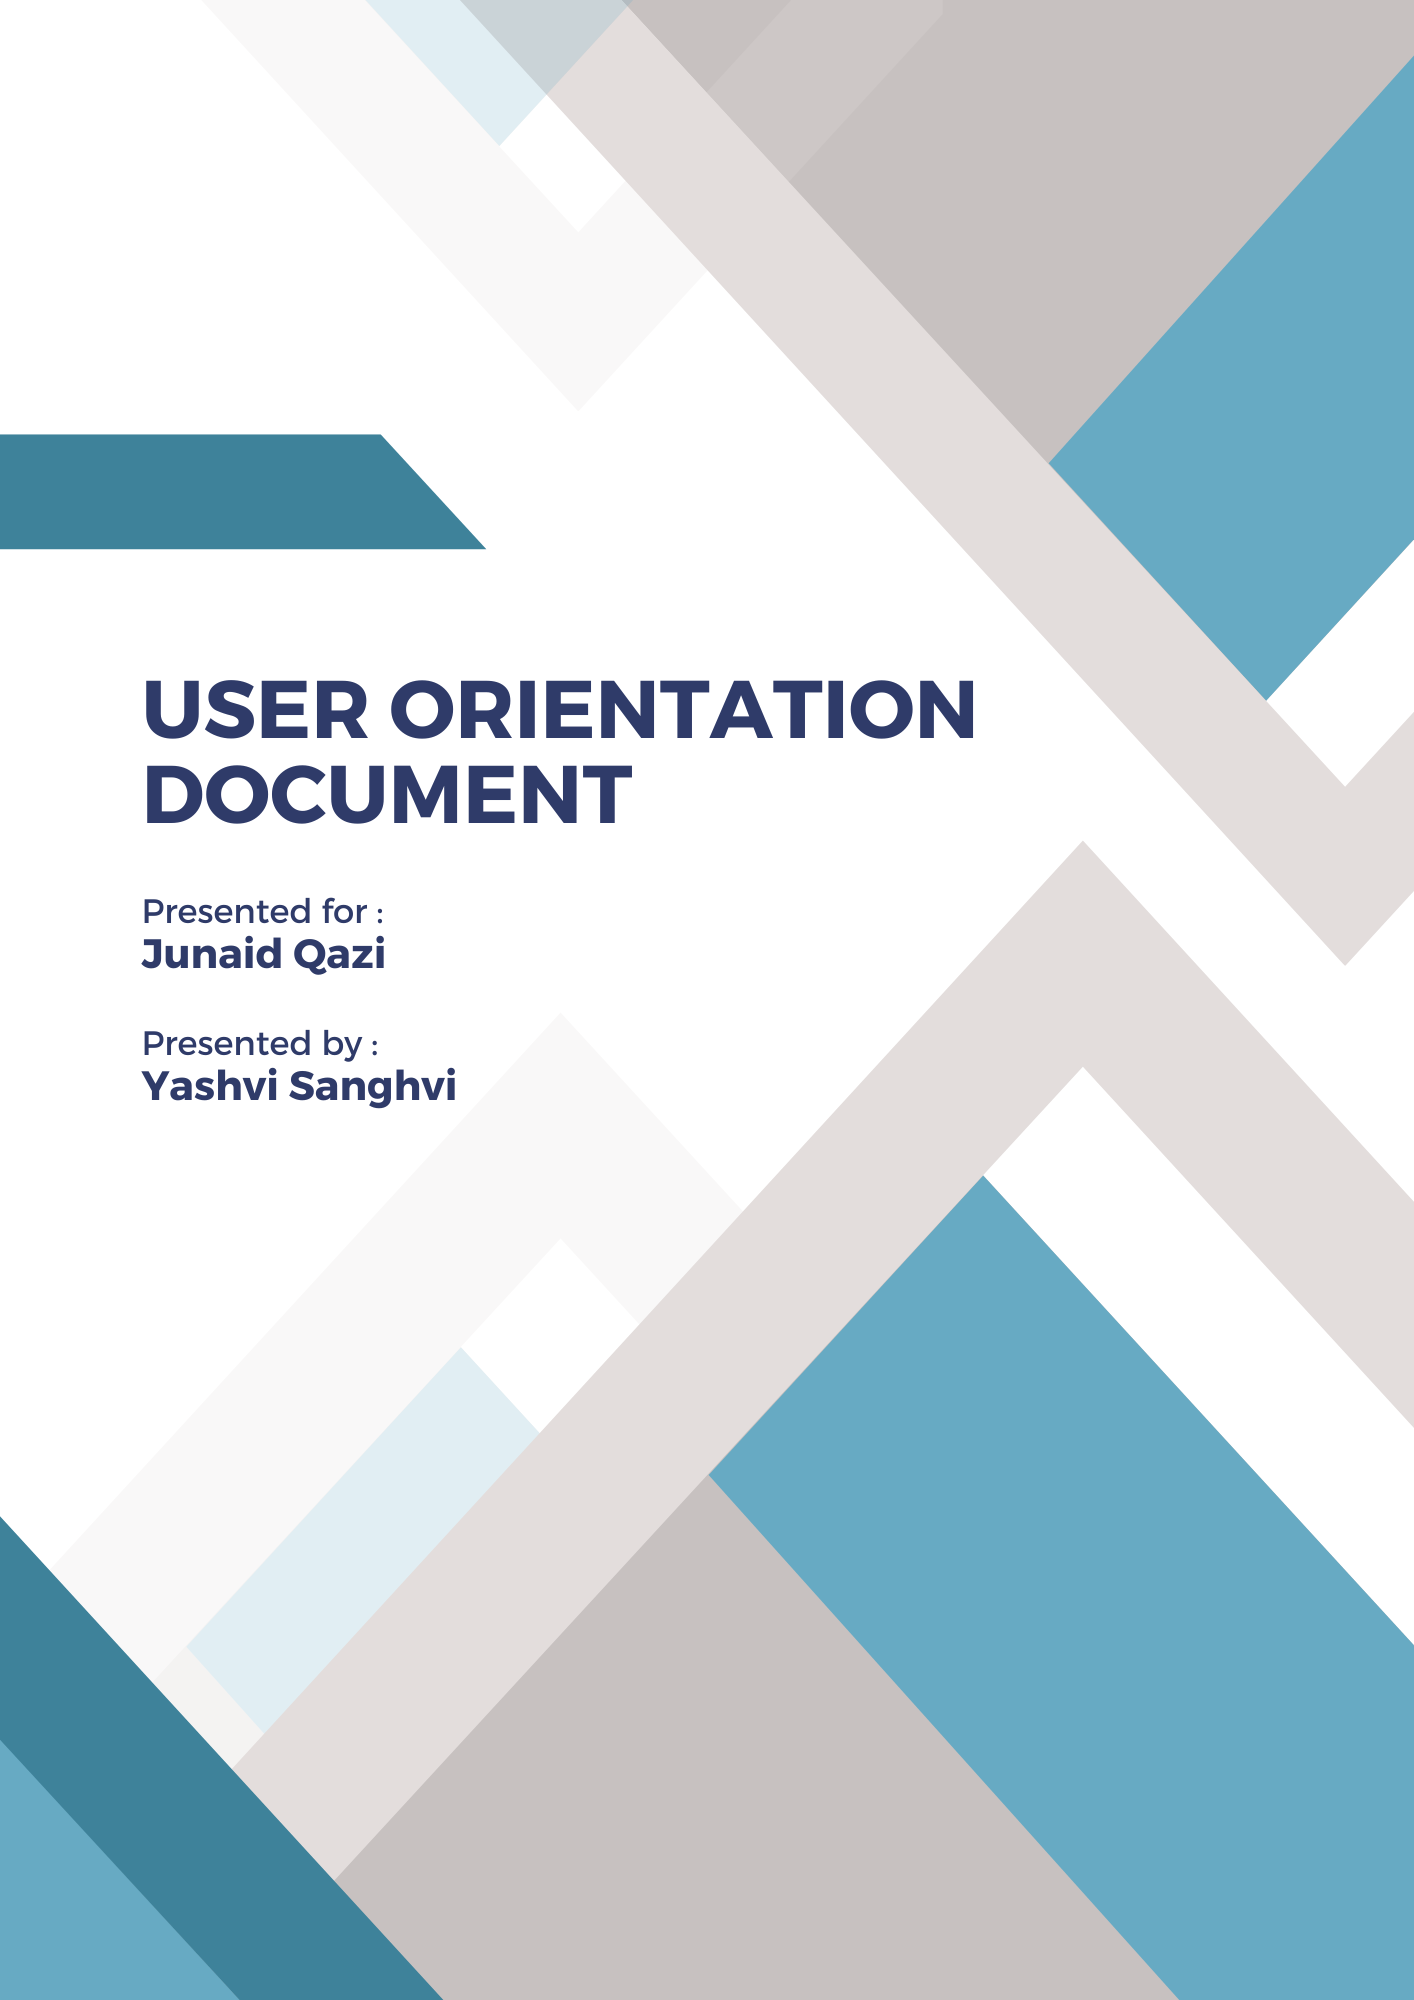 USER ORIENTATION
DOCUMENT
Presented for :
Junaid Qazi
Presented by :
Yashvi Sanghvi